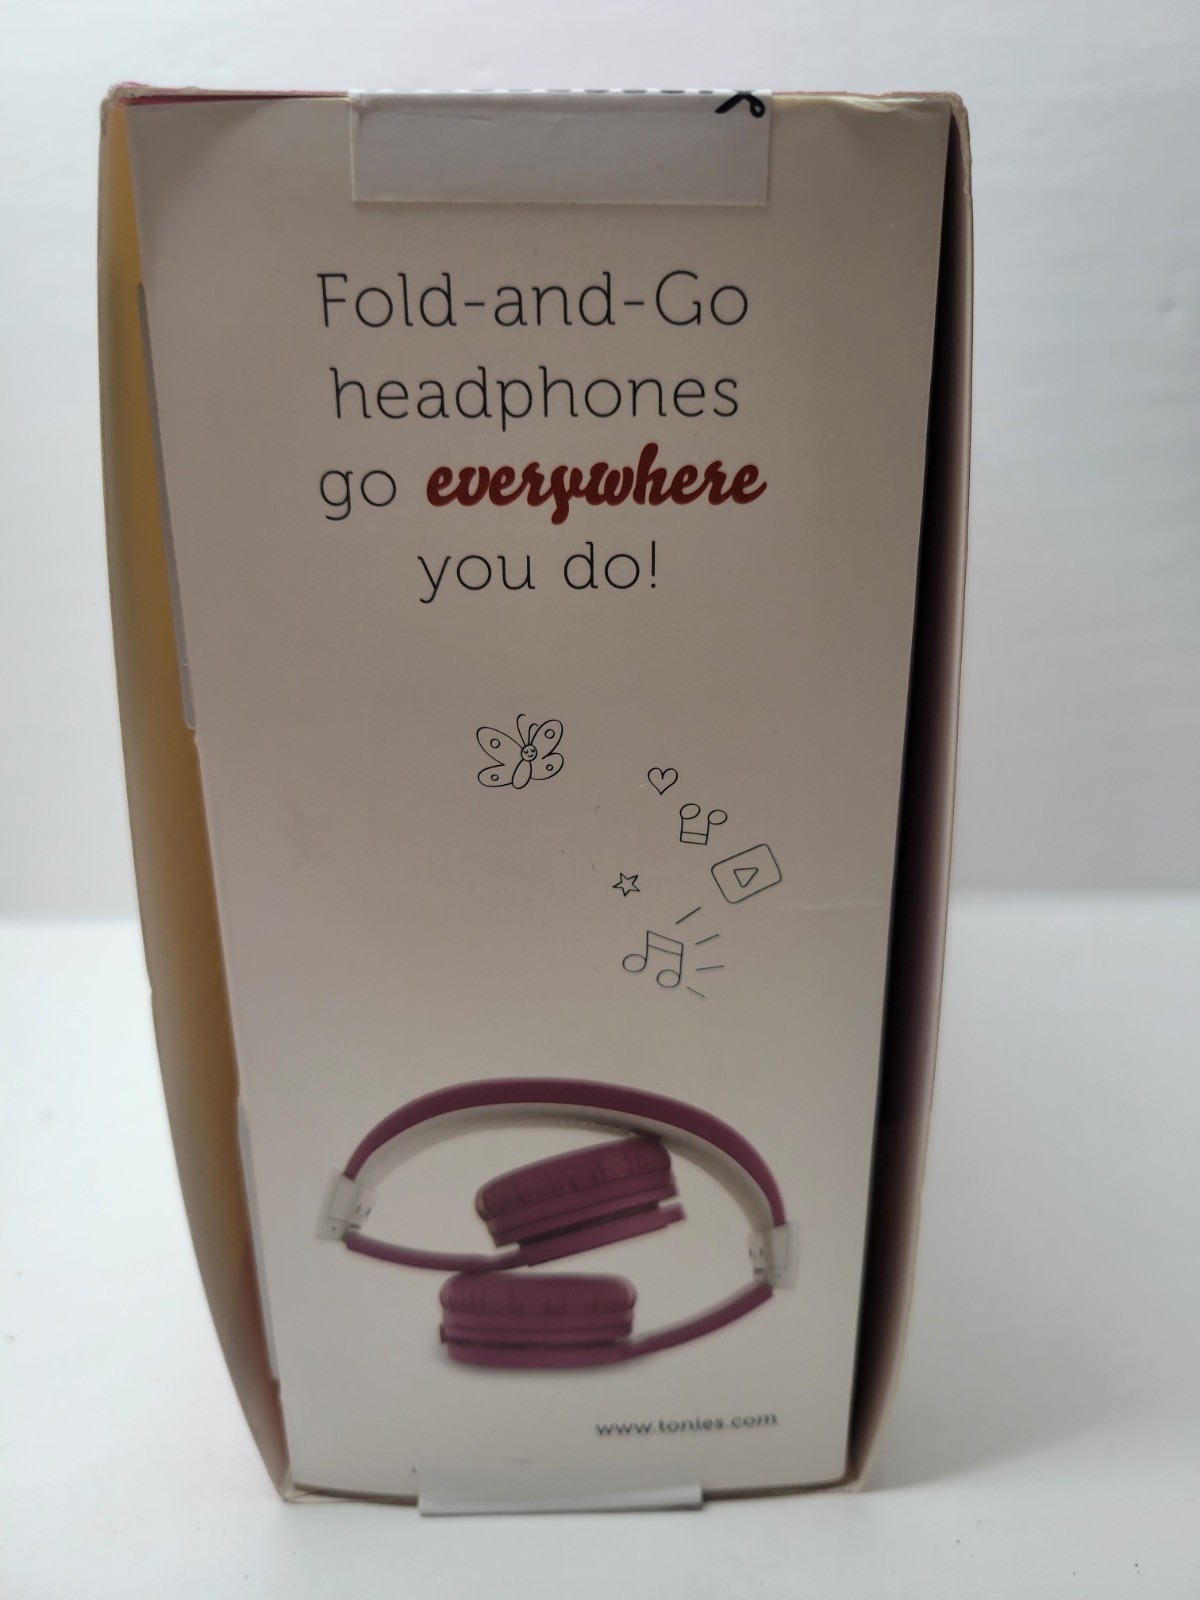 Fold-and-Go
headphones
go everywhere
you do!
www.tonies.com